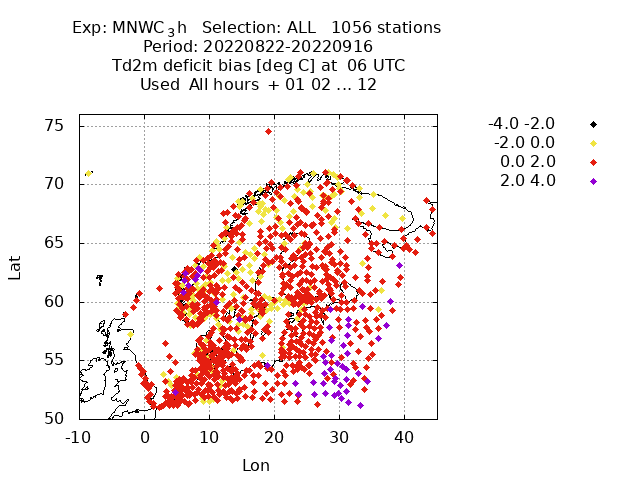 Exp: MNWC₃h   Selection: ALL   1056 stations
Period: 20220822-20220916
Td2m deficit bias [deg C] at  06 UTC
Used  All hours  + 01 02 ... 12
-4.0 -2.0
-2.0 0.0
0.0 2.0
2.0 4.0
75
70
65
60
55
50
Lat
-10 0 10 20 30 40
Lon